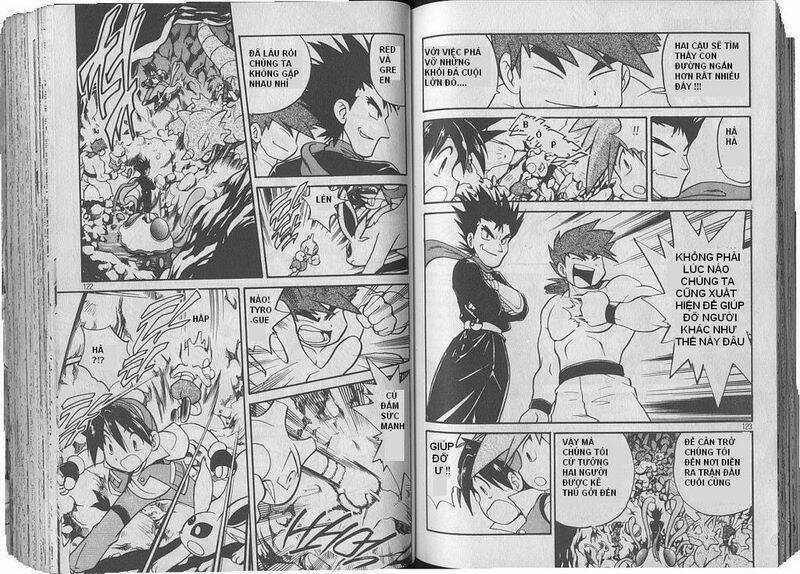 ĐÃ LÂU RỒI
CHÚNG TA
KHÔNG GẶP
NHAU NHỈ
RED
VÀ
GRE
EN
LÊN
122
HẢ
?!?
HẤP
NÀO!
TYRO
-GUE
CÚ
ĐẤM
SỨC
MẠNH
VỚI VIỆC PHÁ
VỠ NHỮNG
KHỐI ĐÁ CUỘI
LỚN ĐÓ....
HAI CẬU SẼ TÌM
THẤY CON
ĐƯỜNG NGẮN
HƠN RẤT NHIỀU
ĐẤY !!!
B
Ố
P
!!
HÀ
HÀ
KHÔNG PHẢI
LÚC NÀO
CHÚNG TA
CŨNG XUẤT
HIỆN ĐỂ GIÚP
ĐỠ NGƯỜI
KHÁC NHƯ
THẾ NÀY ĐÂU
123
GIÚP
ĐỠ
Ư !!
VẬY MÀ
CHÚNG TÔI
CỨ TƯỞNG
HAI NGƯỜI
ĐƯỢC KẺ
THÙ GỞI ĐẾN
ĐỂ CẢN TRỞ
CHÚNG TÔI
ĐẾN NƠI DIỄN
RA TRẬN ĐẤU
CUỐI CÙNG